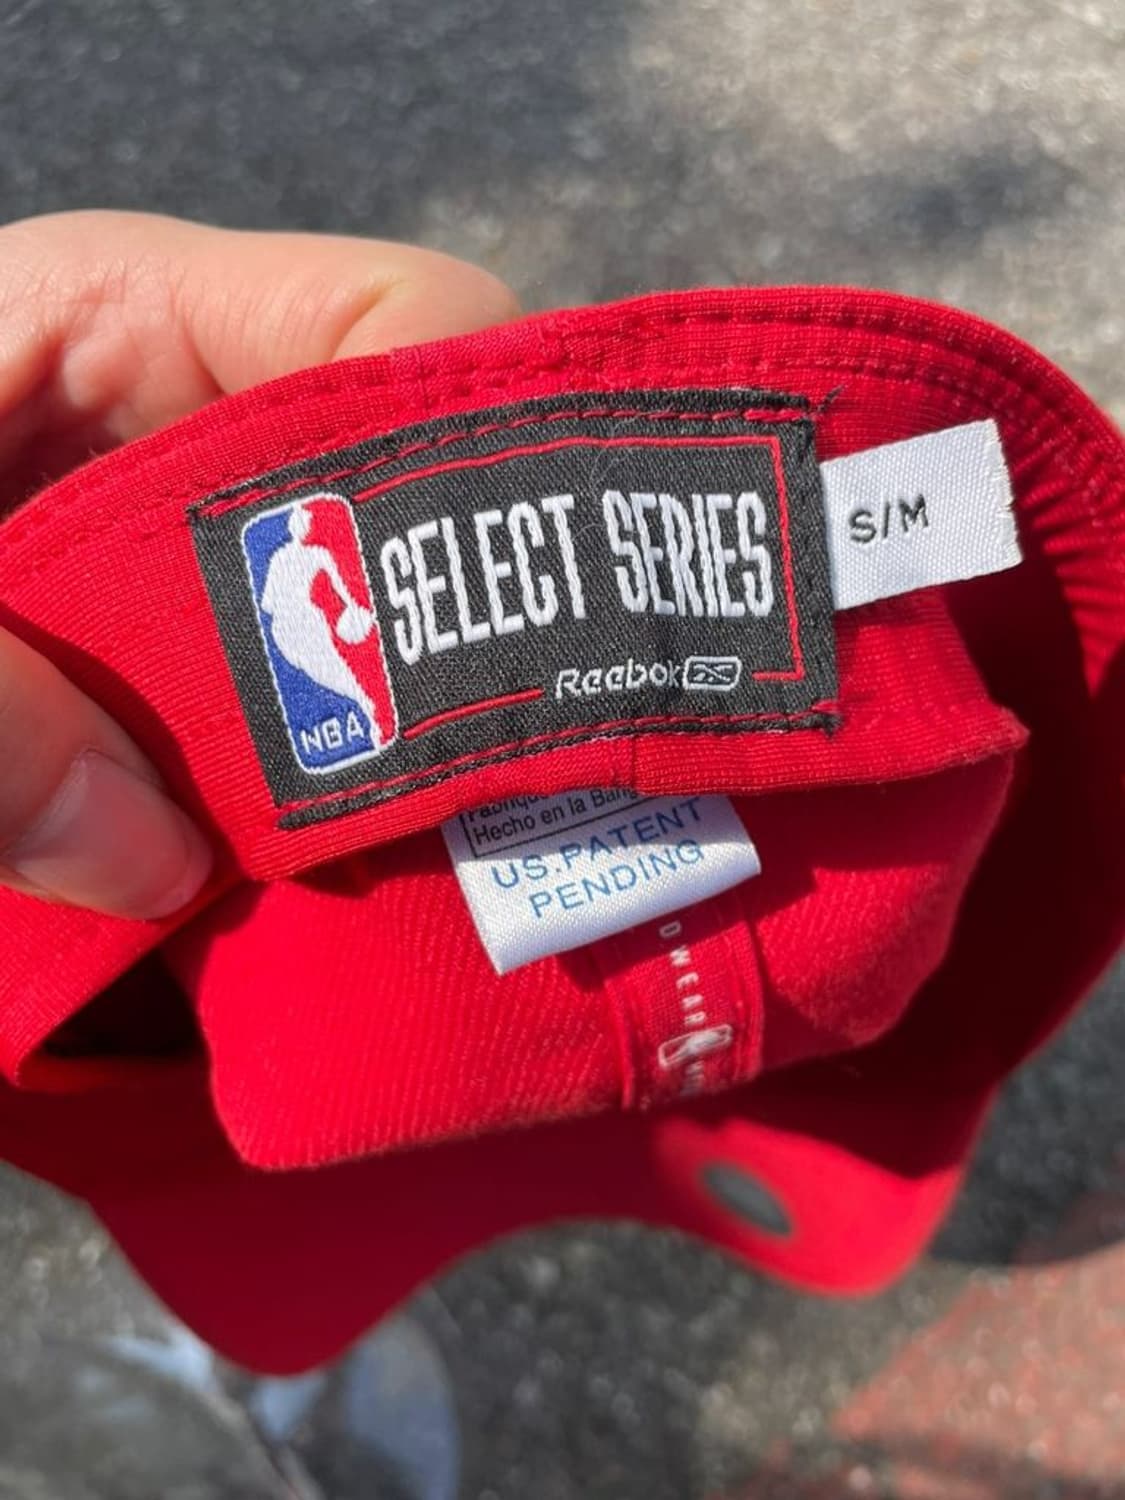 SELECT SERIES
NBA
Reebok
S/M
Hecho en la
US.PATENT
PENDING